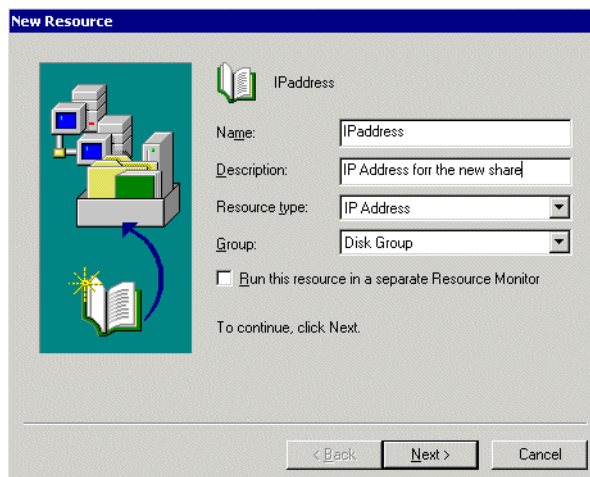 New Resource
IPaddress
Name: IPaddress
Description: IP Address forr the new share
Resource type: IP Address
Group: Disk Group
Run this resource in a separate Resource Monitor
To continue, click Next.
< Back Next > Cancel